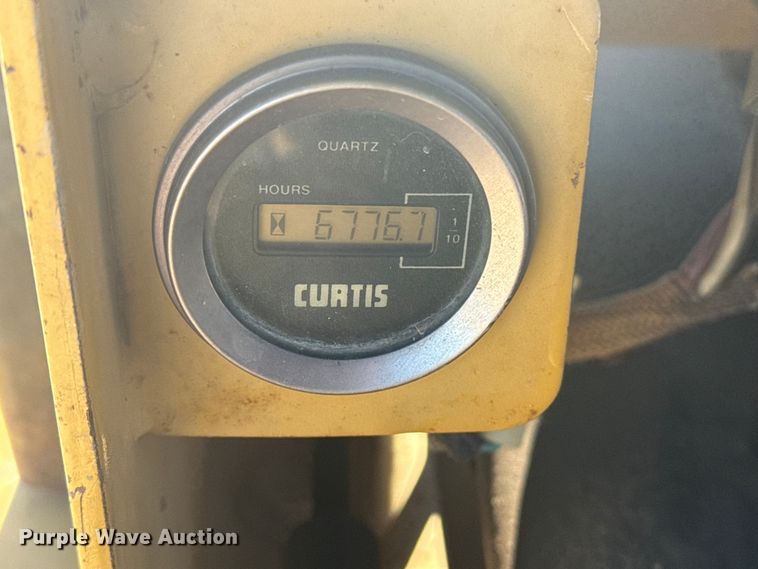 QUARTZ
HOURS
6776.7
1
10
CURTIS
Purple Wave Auction®